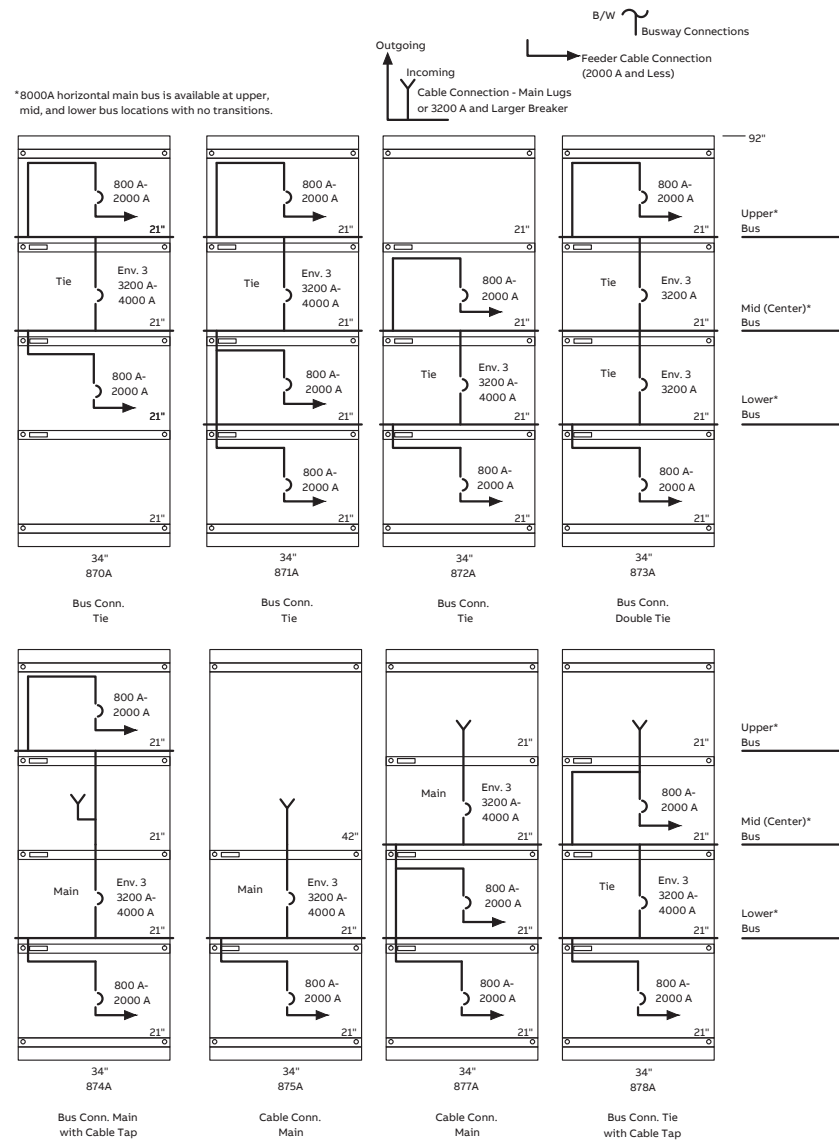 B/W
Busway Connections
Outgoing
Feeder Cable Connection
(2000 A and Less)
Incoming
Cable Connection - Main Lugs
or 3200 A and Larger Breaker
*8000A horizontal main bus is available at upper,
mid, and lower bus locations with no transitions.
92"
800 A-
2000 A
21"
Tie
Env. 3
3200 A-
4000 A
21"
800 A-
2000 A
21"
21"
34"
870A
Bus Conn.
Tie
800 A-
2000 A
21"
Tie
Env. 3
3200 A-
4000 A
21"
800 A-
2000 A
21"
800 A-
2000 A
21"
34"
871A
Bus Conn.
Tie
21"
800 A-
2000 A
21"
Tie
Env. 3
3200 A-
4000 A
21"
800 A-
2000 A
21"
34"
872A
Bus Conn.
Tie
800 A-
2000 A
21"
Tie
Env. 3
3200 A
21"
Tie
Env. 3
3200 A
21"
800 A-
2000 A
21"
34"
873A
Bus Conn.
Double Tie
Upper*
Bus
Mid (Center)*
Bus
Lower*
Bus
800 A-
2000 A
21"
21"
Main
Env. 3
3200 A-
4000 A
21"
800 A-
2000 A
21"
34"
874A
Bus Conn. Main
with Cable Tap
42"
Main
Env. 3
3200 A-
4000 A
21"
800 A-
2000 A
21"
34"
875A
Cable Conn.
Main
21"
Main
Env. 3
3200 A-
4000 A
21"
800 A-
2000 A
21"
800 A-
2000 A
21"
34"
877A
Cable Conn.
Main
21"
800 A-
2000 A
21"
Tie
Env. 3
3200 A-
4000 A
21"
800 A-
2000 A
21"
34"
878A
Bus Conn. Tie
with Cable Tap
Upper*
Bus
Mid (Center)*
Bus
Lower*
Bus